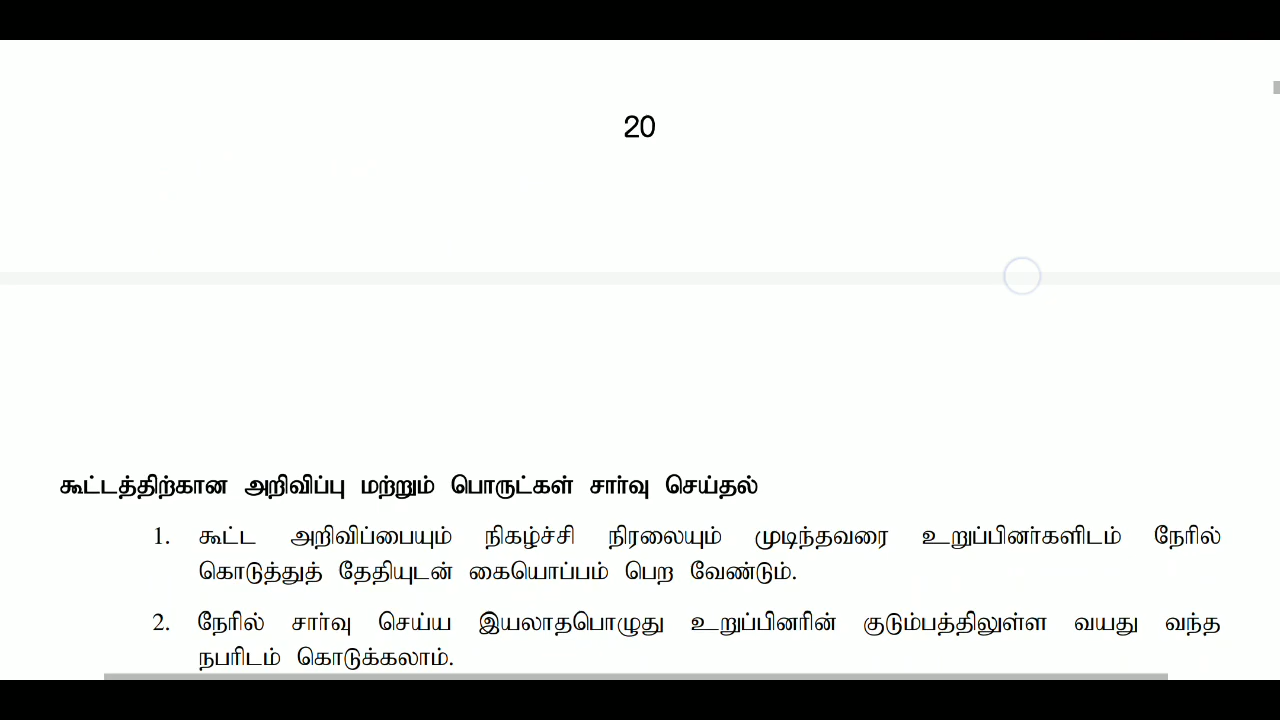 20
கூட்டத்திற்கான அறிவிப்பு மற்றும் பொருட்கள் சார்வு செய்தல்
1. கூட்ட அறிவிப்பையும் நிகழ்ச்சி நிரலையும் முடிந்தவரை உறுப்பினர்களிடம் நேரில்
கொடுத்துத் தேதியுடன் கையொப்பம் பெற வேண்டும்.
2. நேரில் சார்வு செய்ய இயலாதபொழுது உறுப்பினரின் குடும்பத்திலுள்ள வயது வந்த
நபரிடம் கொடுக்கலாம்.